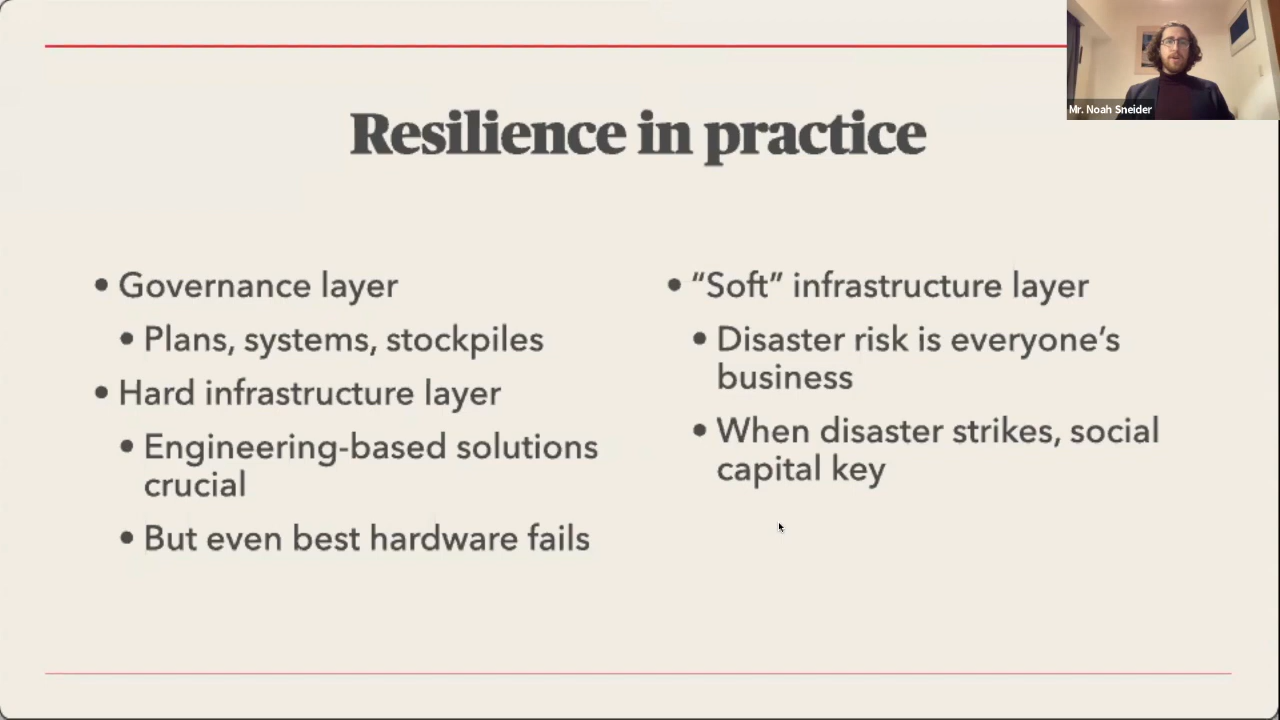 Mr. Noah Sneider
Resilience in practice
• Governance layer
• Plans, systems, stockpiles
• Hard infrastructure layer
• Engineering-based solutions
crucial
• But even best hardware fails
• “Soft” infrastructure layer
• Disaster risk is everyone’s
business
• When disaster strikes, social
capital key